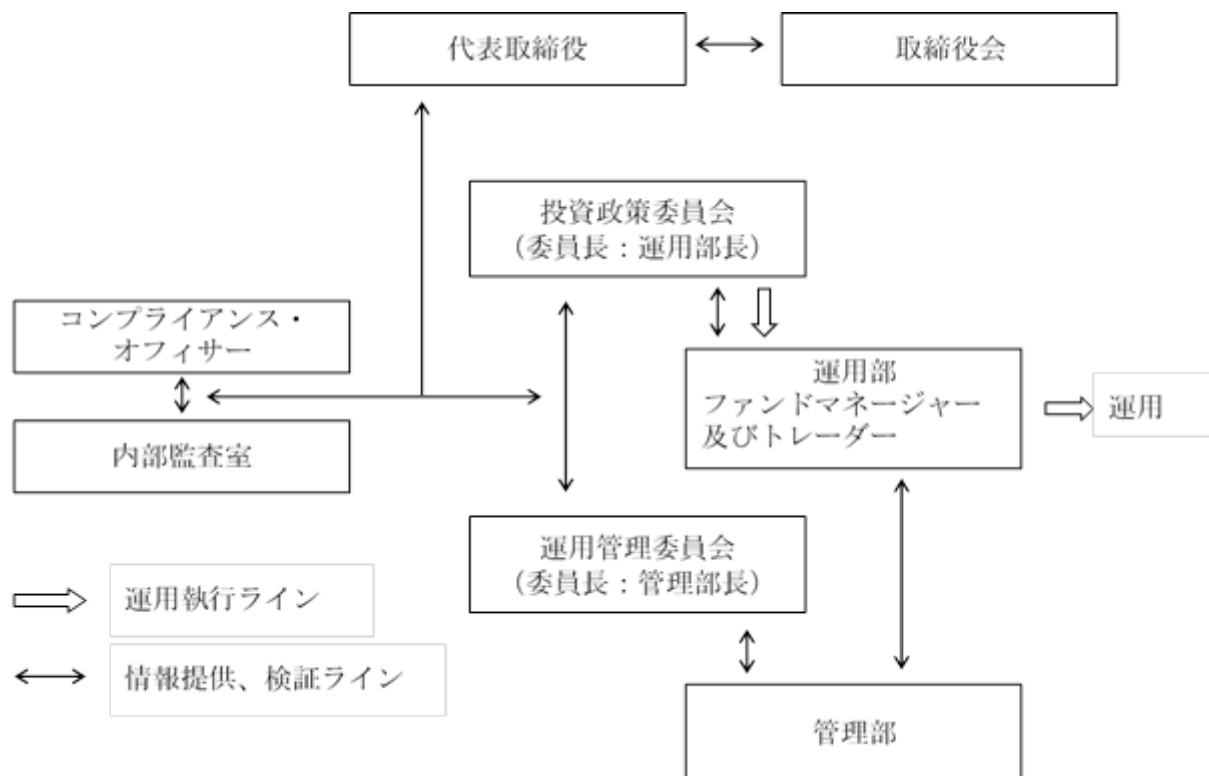 代表取締役
取締役会
投資政策委員会
（委員長：運用部長）
コンプライアンス・
オフィサー
運用部
ファンドマネージャー
及びトレーダー
運用
内部監査室
運用管理委員会
（委員長：管理部長）
運用執行ライン
情報提供、検証ライン
管理部